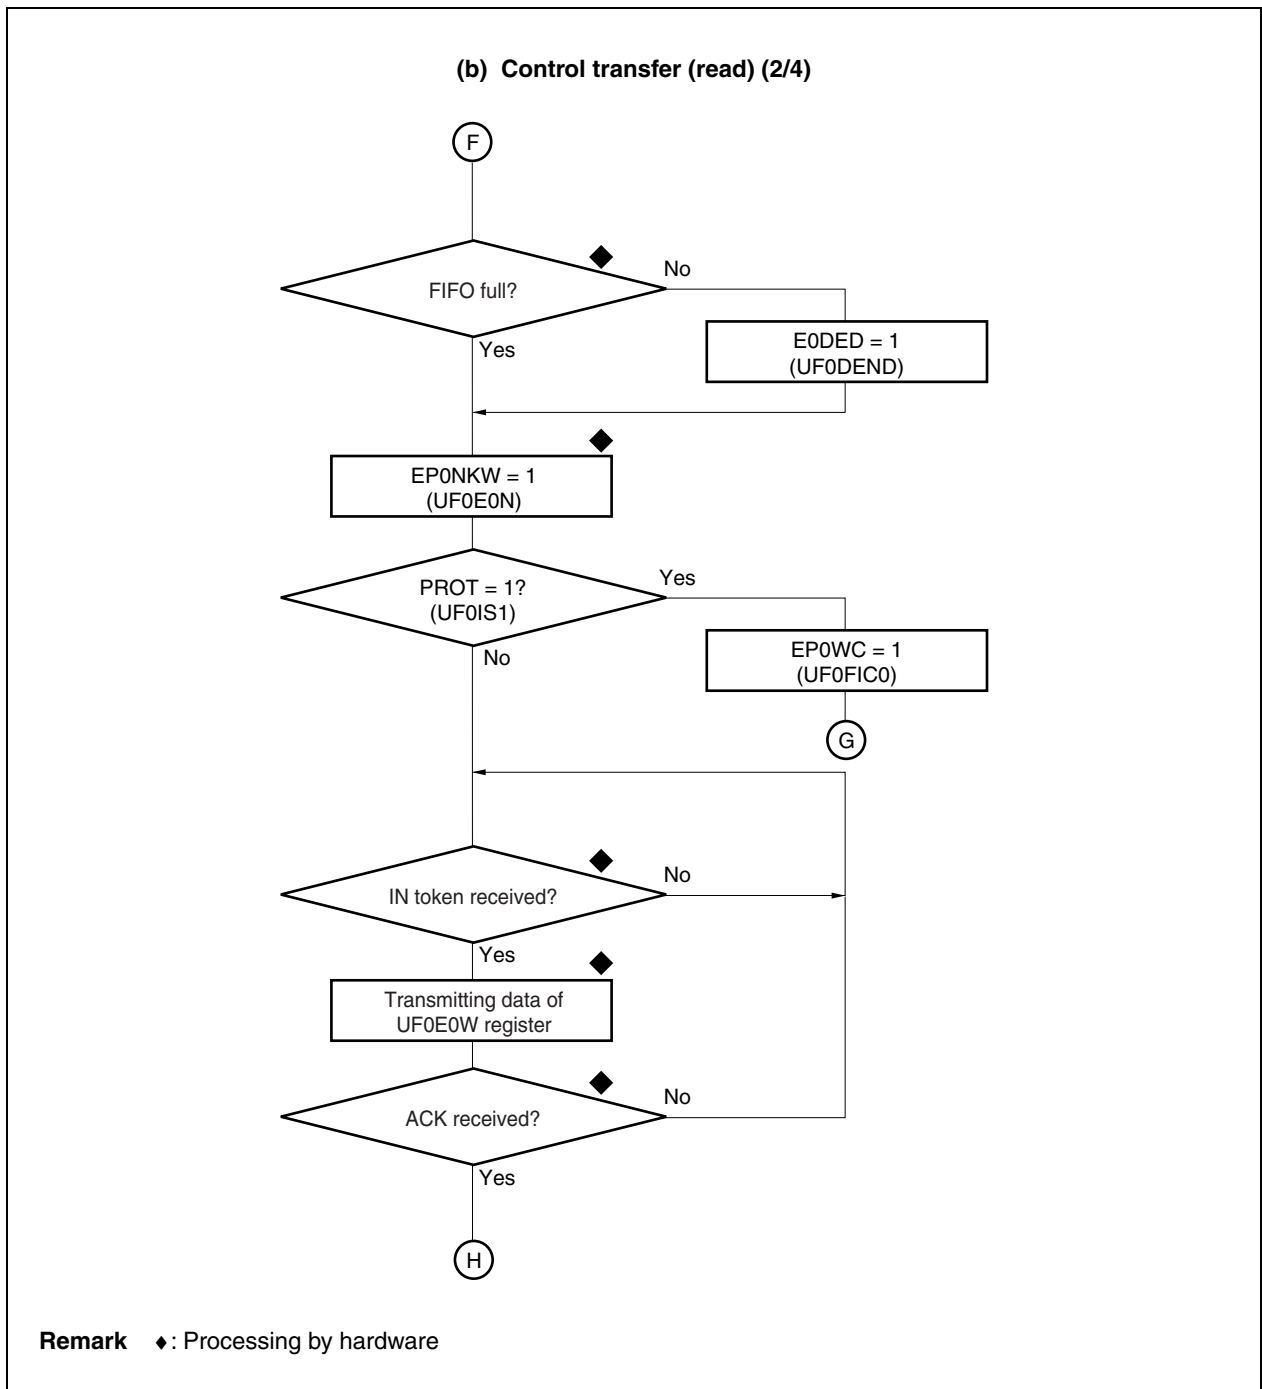 (b) Control transfer (read) (2/4)
F
FIFO full?
No
E0DED = 1
(UF0DEND)
Yes
EP0NKW = 1
(UF0E0N)
PROT = 1?
(UF0IS1)
Yes
EP0WC = 1
(UF0FIC0)
No
G
IN token received?
No
Yes
Transmitting data of
UF0E0W register
ACK received?
No
Yes
H
Remark ♦: Processing by hardware